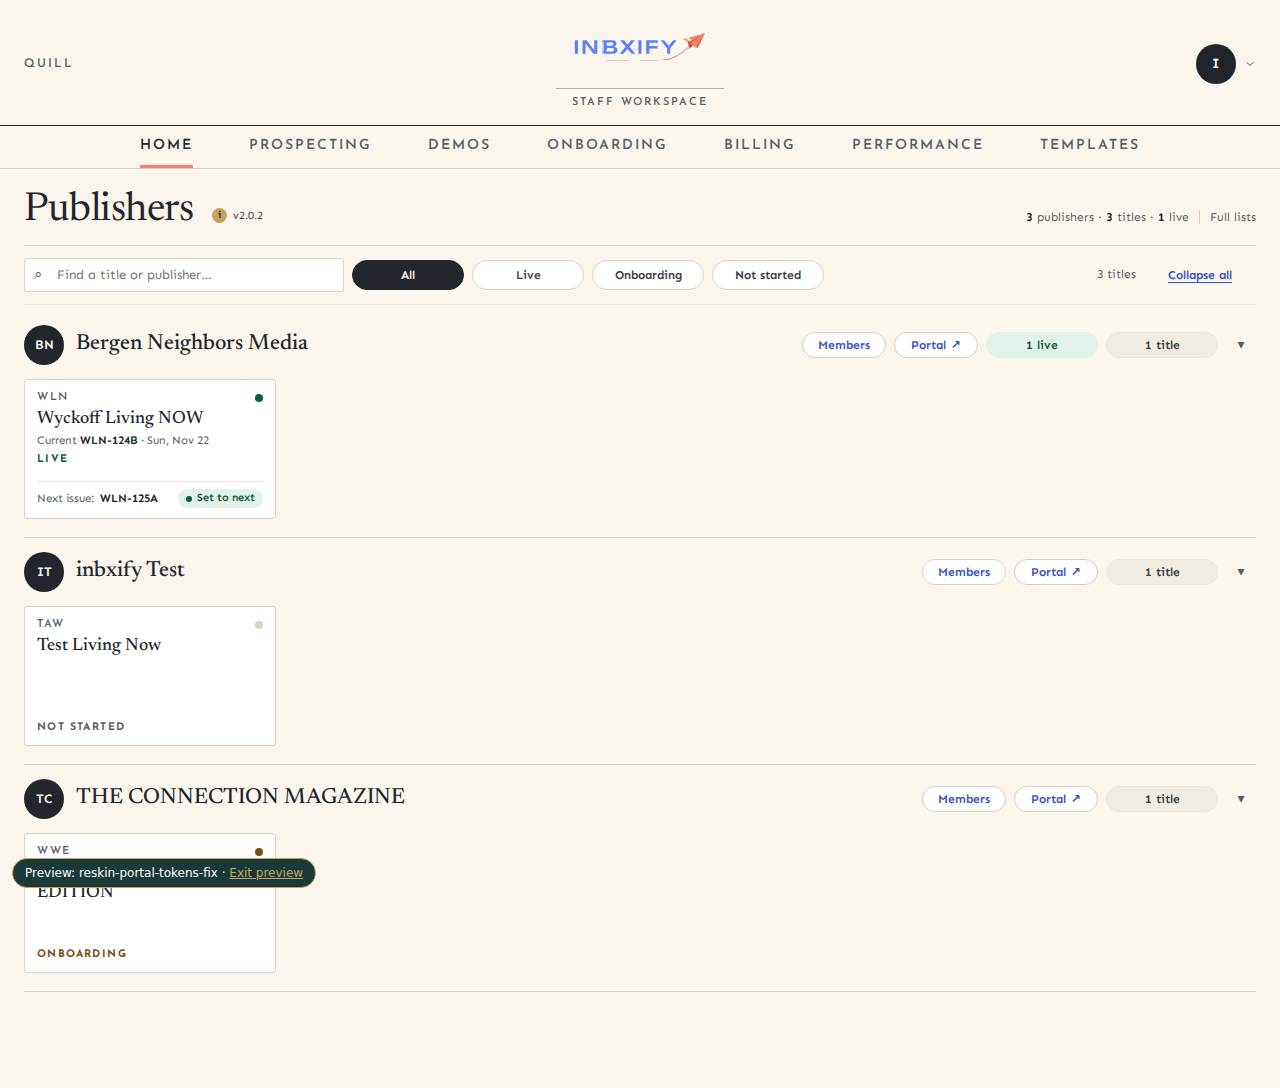 QUILL
INBXIFY
STAFF WORKSPACE
I
HOME PROSPECTING DEMOS ONBOARDING BILLING PERFORMANCE TEMPLATES
Publishers
i v2.0.2
3 publishers · 3 titles · 1 live Full lists
Find a title or publisher...
All Live Onboarding Not started
3 titles Collapse all
BN Bergen Neighbors Media
Members Portal ↗ 1 live 1 title ▼
WLN
Wyckoff Living NOW
Current WLN-124B · Sun, Nov 22
LIVE
Next issue: WLN-125A Set to next
IT inbxify Test
Members Portal ↗ 1 title ▼
TAW
Test Living Now
NOT STARTED
TC THE CONNECTION MAGAZINE
Members Portal ↗ 1 title ▼
WWE
Preview: reskin-portal-tokens-fix · Exit preview
EDITION
ONBOARDING